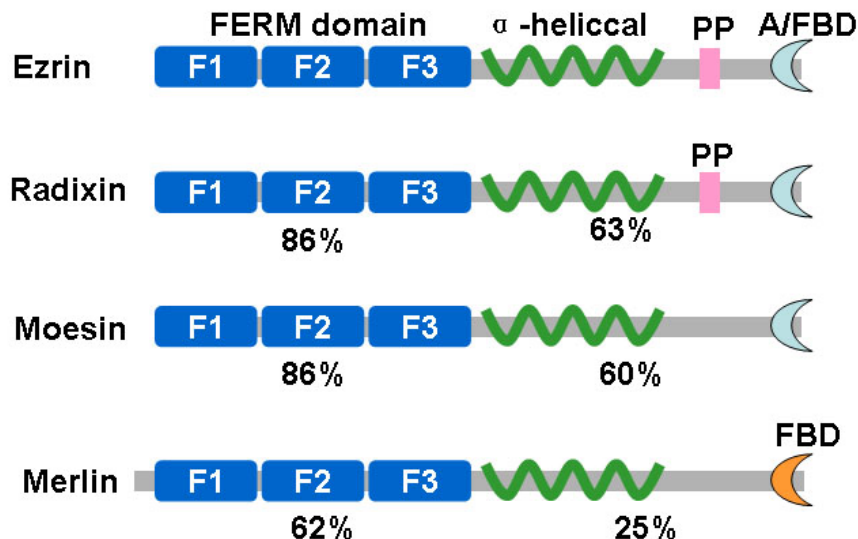 FERM domain α -heliccal PP A/FBD
Ezrin F1 F2 F3
PP
Radixin F1 F2 F3
86% 63%
Moesin F1 F2 F3
86% 60%
FBD
Merlin F1 F2 F3
62% 25%